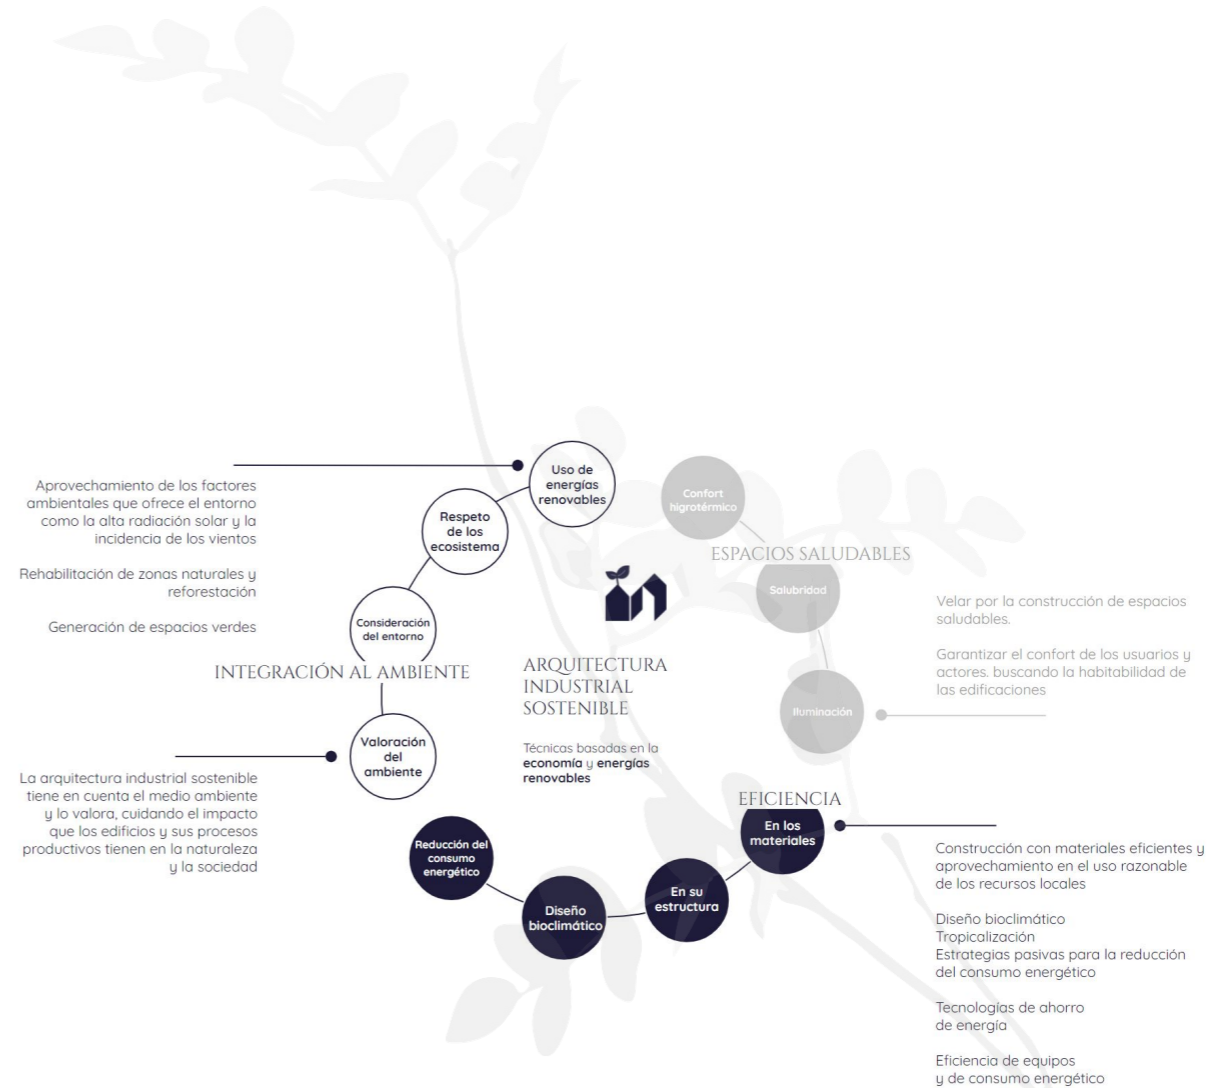 Uso de
energías
renovables
Respeto
de los
ecosistema
Consideración
del entorno
INTEGRACIÓN AL AMBIENTE
Valoración
del
ambiente
Aprovechamiento de los factores
ambientales que ofrece el entorno
como la alta radiación solar y la
incidencia de los vientos
Rehabilitación de zonas naturales y
reforestación
Generación de espacios verdes
La arquitectura industrial sostenible
tiene en cuenta el medio ambiente
y lo valora, cuidando el impacto
que los edificios y sus procesos
productivos tienen en la naturaleza
y la sociedad
in
ARQUITECTURA
INDUSTRIAL
SOSTENIBLE
Técnicas basadas en la
economía y energías
renovables
Confort
higrotérmico
ESPACIOS SALUDABLES
Salubridad
Iluminación
Velar por la construcción de espacios
saludables.
Garantizar el confort de los usuarios y
actores. buscando la habitabilidad de
las edificaciones
EFICIENCIA
En los
materiales
En su
estructura
Diseño
bioclimático
Reducción del
consumo
energético
Construcción con materiales eficientes y
aprovechamiento en el uso razonable
de los recursos locales
Diseño bioclimático
Tropicalización
Estrategias pasivas para la reducción
del consumo energético
Tecnologías de ahorro
de energía
Eficiencia de equipos
y de consumo energético